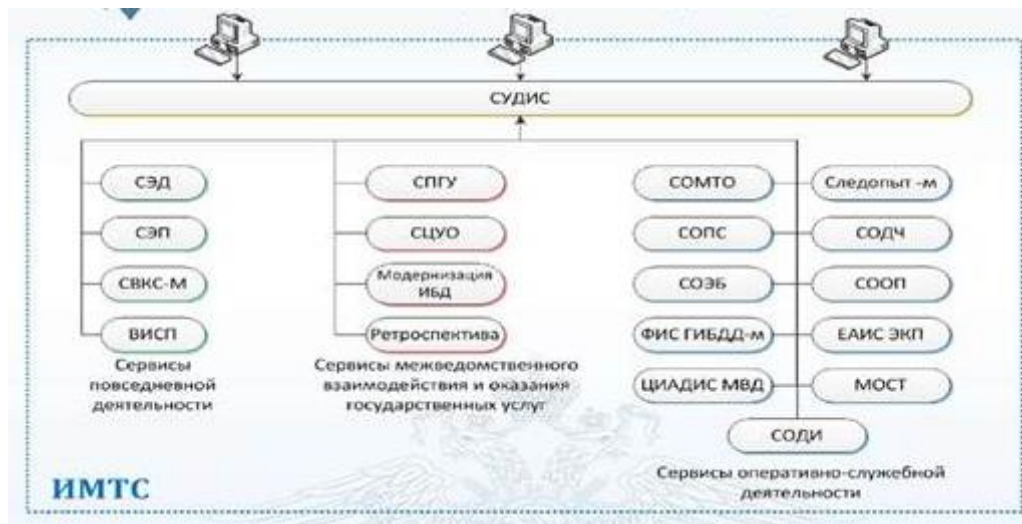 СУДИС
СЭД
СЭП
СВКС-М
ВИСП
Сервисы
повседневной
деятельности
СПГУ
СЦУО
Модернизация
ИБД
Ретроспектива
Сервисы межведомственного
взаимодействия и оказания
государственных услуг
СОМТО
Следопыт -м
СОПС
СОДЧ
СОЭБ
СООП
ФИС ГИБДД-м
ЕАИС ЭКП
ЦИАДИС МВД
МОСТ
СОДИ
Сервисы оперативно-служебной
деятельности
ИМТС